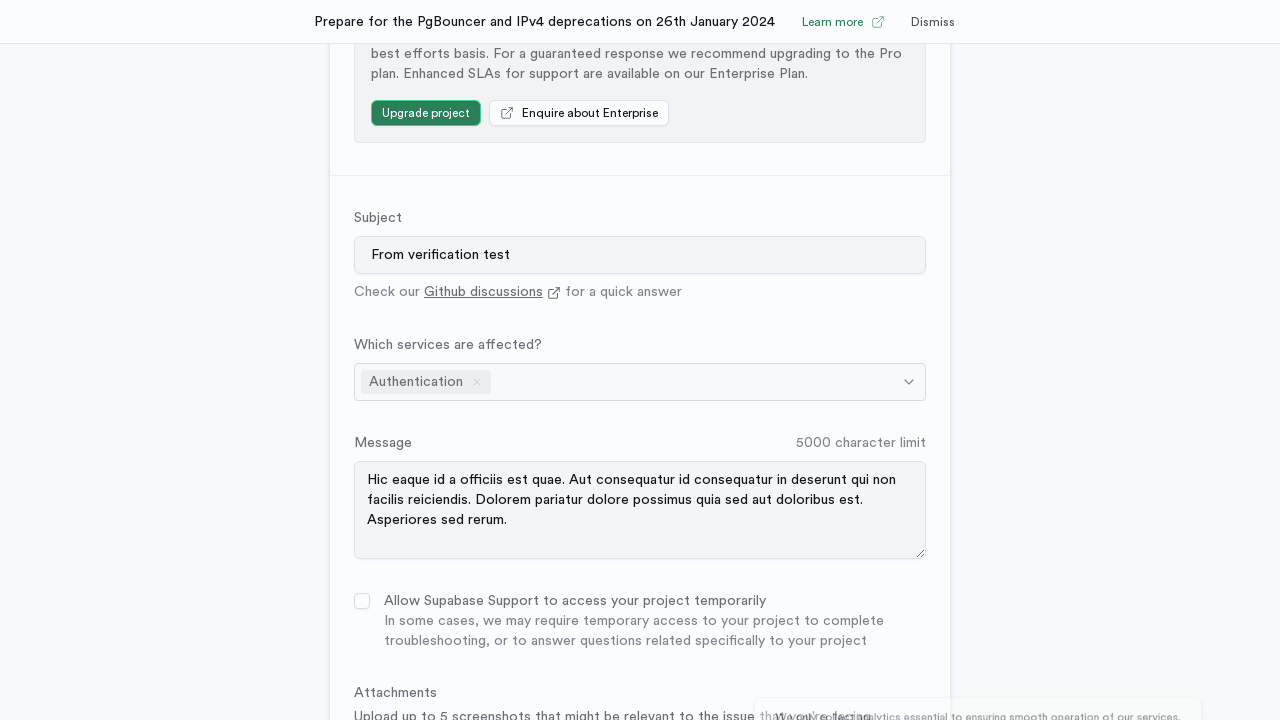 Prepare for the PgBouncer and IPv4 deprecations on 26th January 2024 Learn more Dismiss
best efforts basis. For a guaranteed response we recommend upgrading to the Pro
plan. Enhanced SLAs for support are available on our Enterprise Plan.
Upgrade project Enquire about Enterprise
Subject
From verification test
Check our Github discussions for a quick answer
Which services are affected?
Authentication
Message 5000 character limit
Hic eaque id a officiis est quae. Aut consequatur id consequatur in deserunt qui non
facilis reiciendis. Dolorem pariatur dolore possimus quia sed aut doloribus est.
Asperiores sed rerum.
Allow Supabase Support to access your project temporarily
In some cases, we may require temporary access to your project to complete
troubleshooting, or to answer questions related specifically to your project
Attachments
Upload up to 5 screenshots that might be relevant to the issue that you're facing
We only collect analytics essential to ensuring smooth operation of our services.